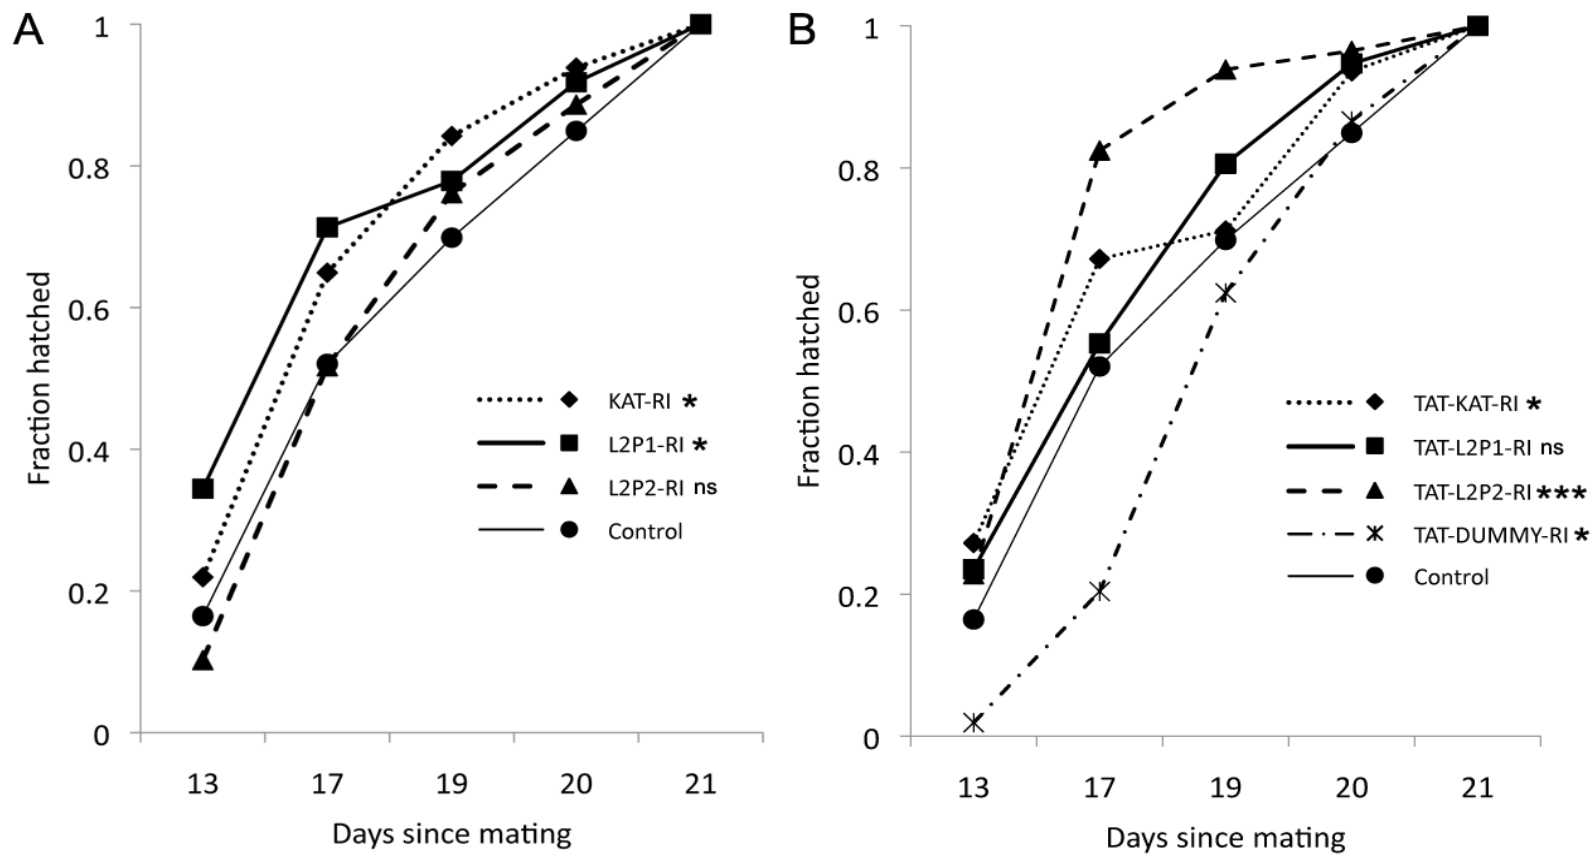 A
1
0.8
0.6
0.4
0.2
0
Fraction hatched
KAT-RI *
L2P1-RI *
L2P2-RI ns
Control
13 17 19 20 21
Days since mating
B
1
0.8
0.6
0.4
0.2
0
Fraction hatched
TAT-KAT-RI *
TAT-L2P1-RI ns
TAT-L2P2-RI ***
TAT-DUMMY-RI *
Control
13 17 19 20 21
Days since mating